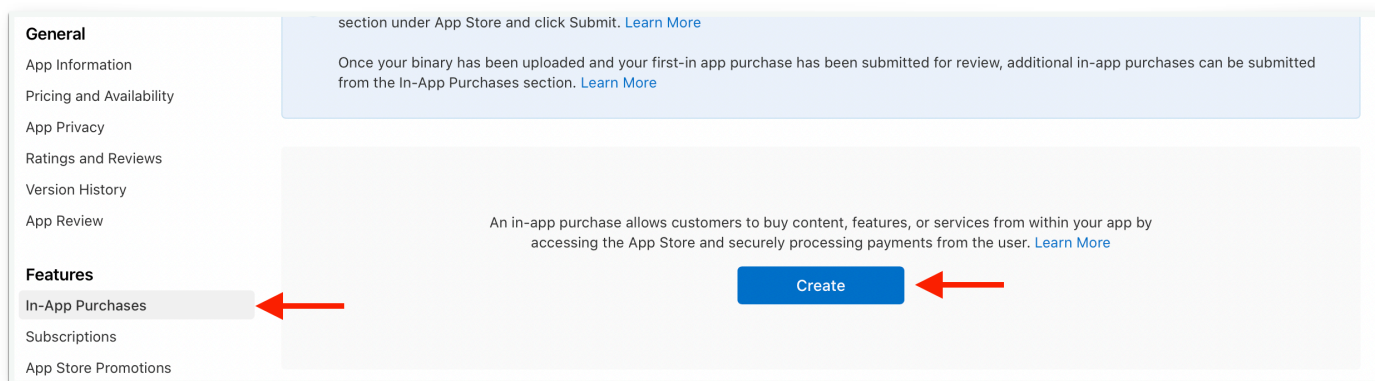 General
App Information
Pricing and Availability
App Privacy
Ratings and Reviews
Version History
App Review
Features
In-App Purchases
Subscriptions
App Store Promotions
section under App Store and click Submit. Learn More
Once your binary has been uploaded and your first-in app purchase has been submitted for review, additional in-app purchases can be submitted
from the In-App Purchases section. Learn More
An in-app purchase allows customers to buy content, features, or services from within your app by
accessing the App Store and securely processing payments from the user. Learn More
Create